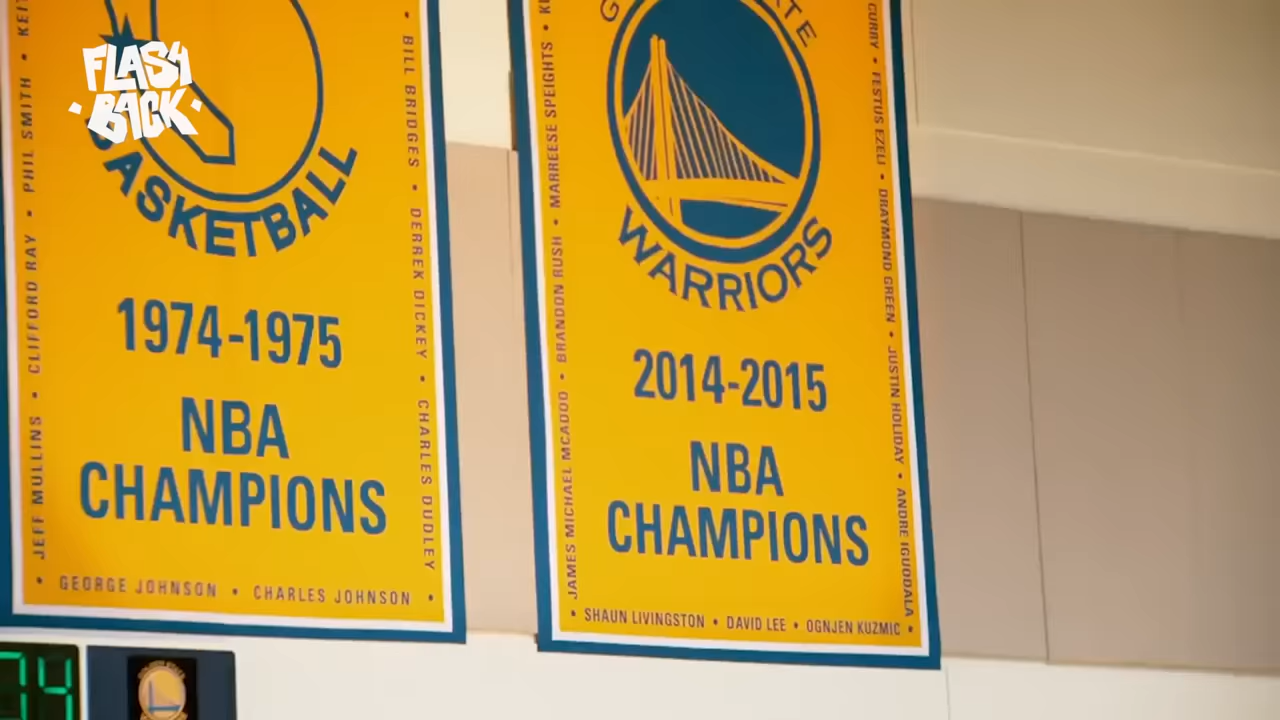 FLASH
BACK
BASKETBALL
1974-1975
NBA
CHAMPIONS
JEFF MULLINS • CLIFFORD RAY • PHIL SMITH •
• BILL BRIDGES • DERREK DICKEY • CHARLES DUDLEY
• GEORGE JOHNSON • CHARLES JOHNSON •
WARRIORS
2014-2015
NBA
CHAMPIONS
JAMES MICHAEL MCADOO • BRANDON RUSH • MARREESE SPEIGHTS •
CURRY • FESTUS EZELI • DRAYMOND GREEN • JUSTIN HOLIDAY • ANDRE IGUODALA
• SHAUN LIVINGSTON • DAVID LEE • OGNJEN KUZMIC •